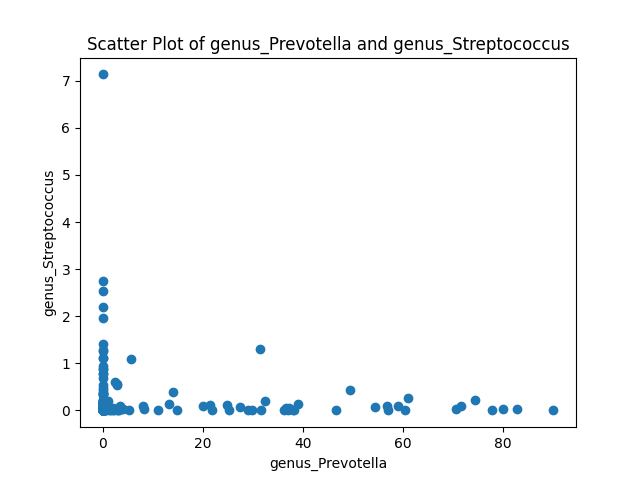 Scatter Plot of genus_Prevotella and genus_Streptococcus
7
6
5
4
3
2
1
0
genus_Streptococcus
0 20 40 60 80
genus_Prevotella